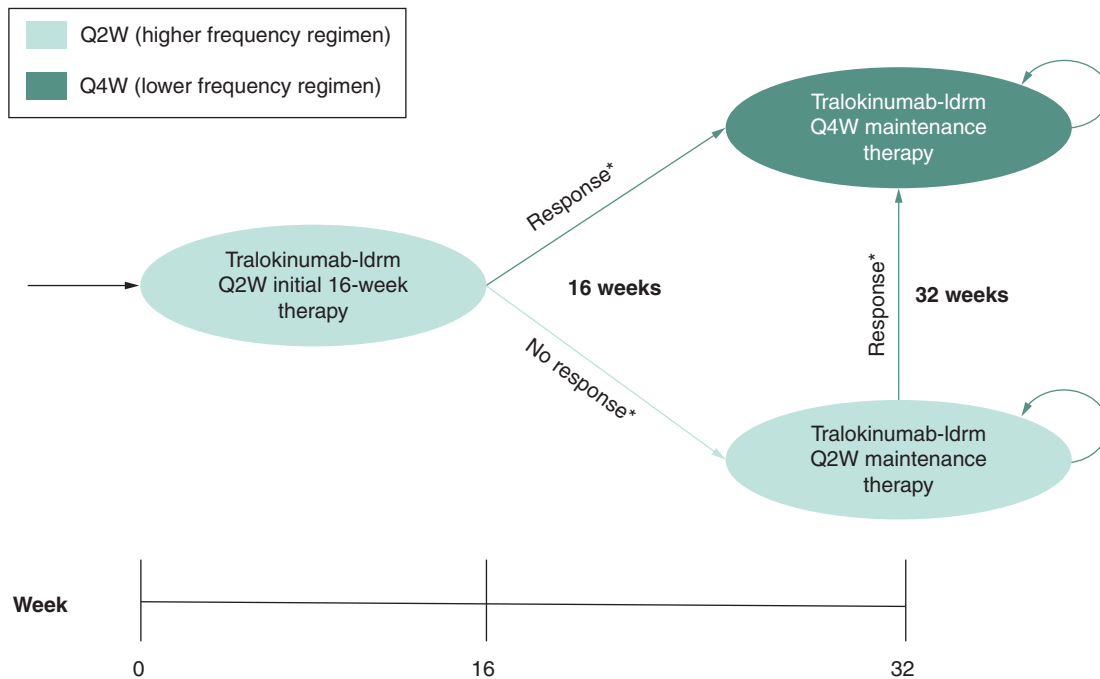 Q2W (higher frequency regimen)
Q4W (lower frequency regimen)
Tralokinumab-ldrm
Q4W maintenance
therapy
Response*
Tralokinumab-ldrm
Q2W initial 16-week
therapy
16 weeks
Response*
32 weeks
No response*
Tralokinumab-ldrm
Q2W maintenance
therapy
Week
0
16
32